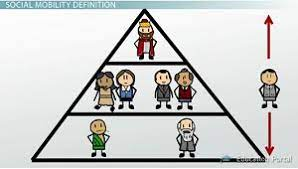 SOCIAL MOBILITY DEFINITION
Education Portal